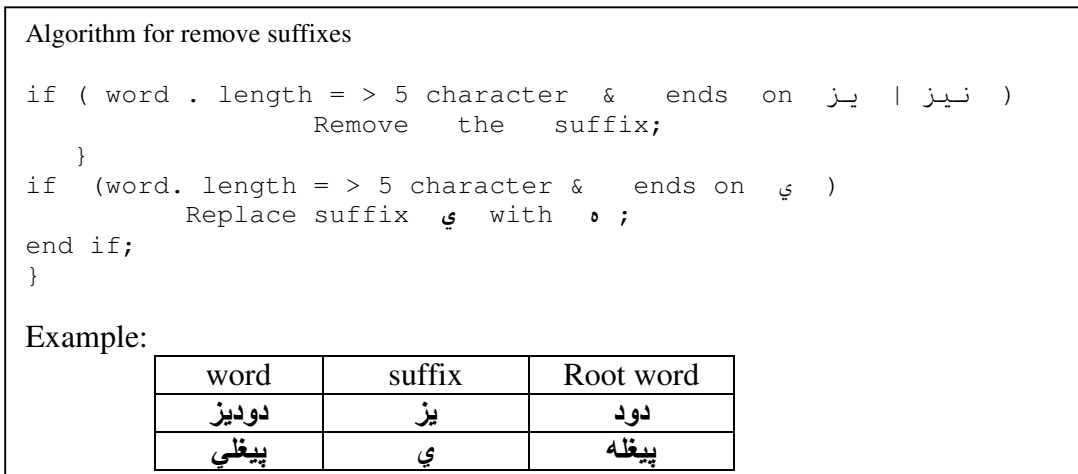 Algorithm for remove suffixes
if ( word . length = > 5 character & ends on يز | نيز )
Remove the suffix;
}
if (word. length = > 5 character & ends on ي )
Replace suffix ي with ه ;
end if;
}
Example:
word suffix Root word
دوديز يز دود
پيغلي ي پيغله